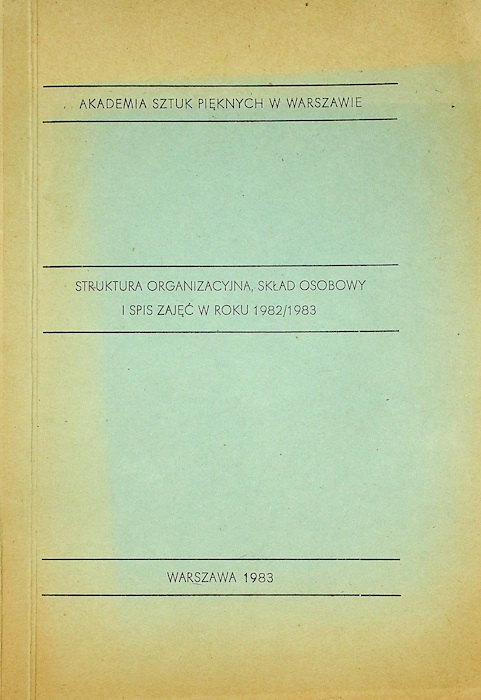 AKADEMIA SZTUK PIĘKNYCH W WARSZAWIE
STRUKTURA ORGANIZACYJNA, SKŁAD OSOBOWY
I SPIS ZAJĘĆ W ROKU 1982/1983
WARSZAWA 1983